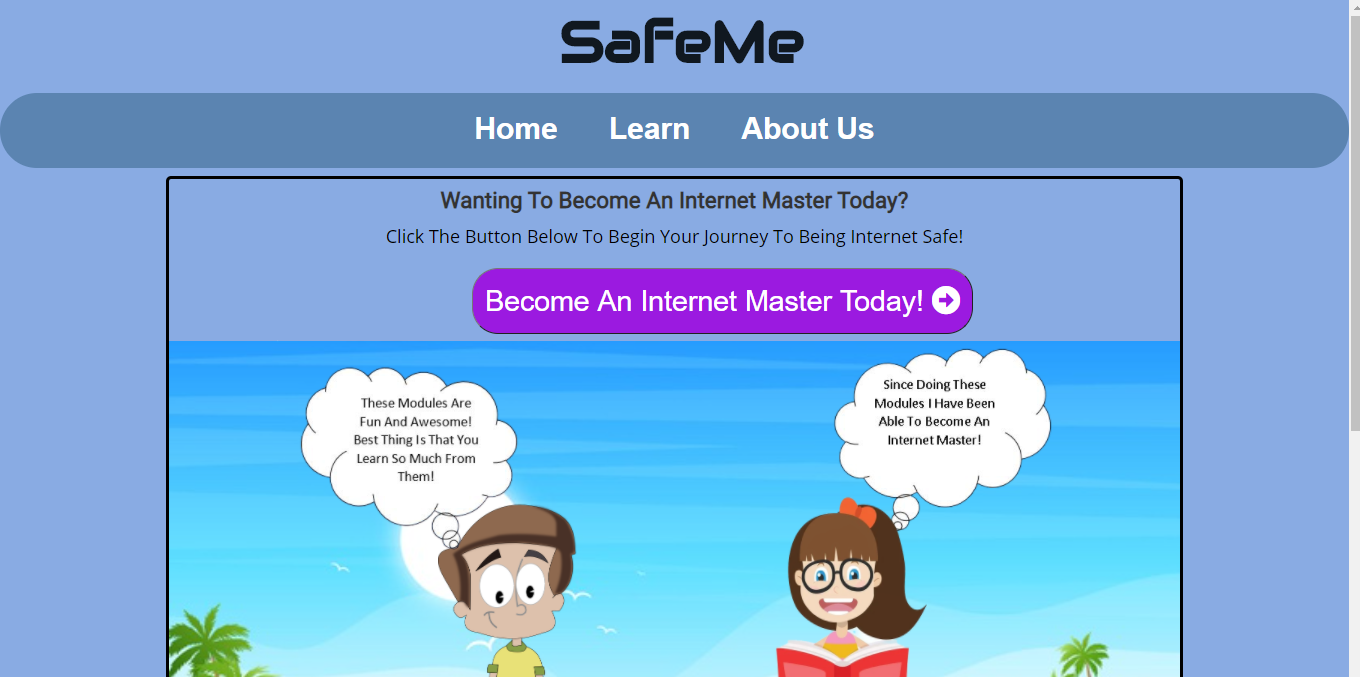 SaFeMe
Home Learn About Us
Wanting To Become An Internet Master Today?
Click The Button Below To Begin Your Journey To Being Internet Safe!
Become An Internet Master Today!
These Modules Are
Fun And Awesome!
Best Thing Is That You
Learn So Much From
Them!
Since Doing These
Modules I Have Been
Able To Become An
Internet Master!